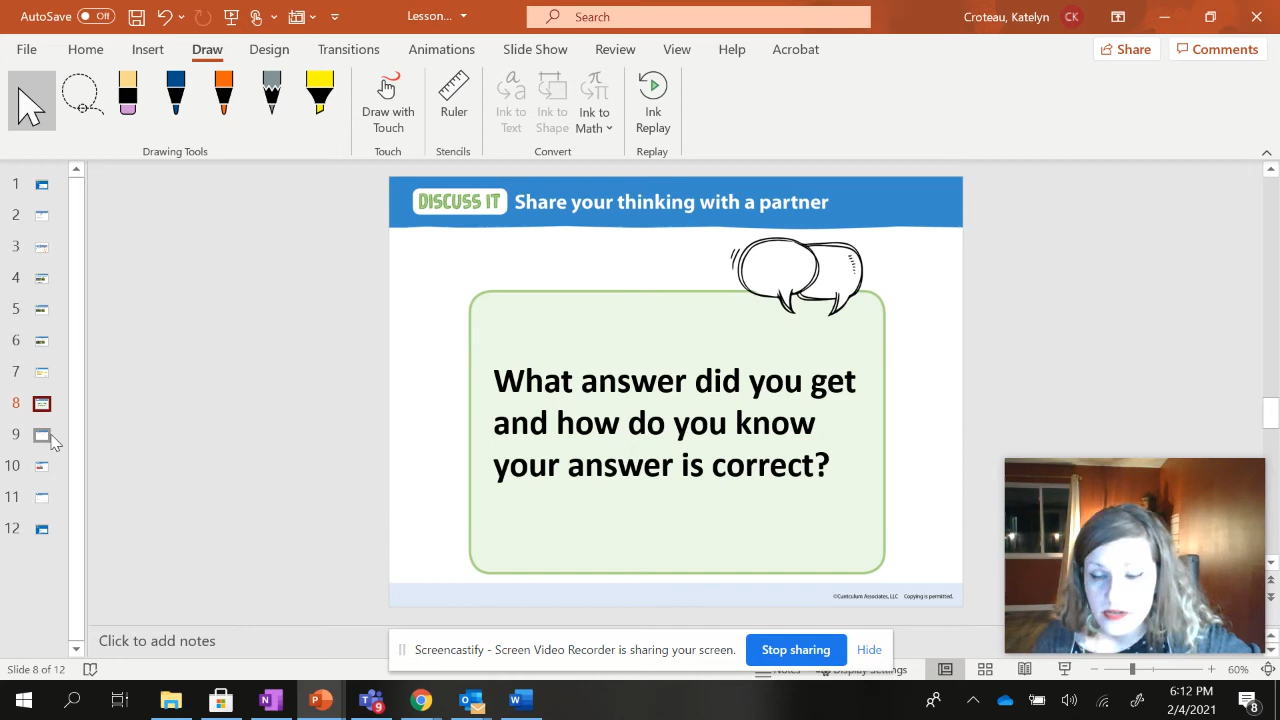 AutoSave Off Lesson... Search Croteau, Katelyn CK
File Home Insert Draw Design Transitions Animations Slide Show Review View Help Acrobat Share Comments
Draw with Touch
Ruler
Ink to Text
Ink to Shape
Ink to Math
Ink Replay
Drawing Tools Touch Stencils Convert Replay
1
2
3
4
5
6
7
8
9
10
11
12
DISCUSS IT Share your thinking with a partner
What answer did you get
and how do you know
your answer is correct?
©Curriculum Associates, LLC Copying is permitted.
Click to add notes
Screencastify - Screen Video Recorder is sharing your screen. Stop sharing Hide
Slide 8 of 12 Notes Display Settings 60%
9
6:12 PM
2/4/2021
8